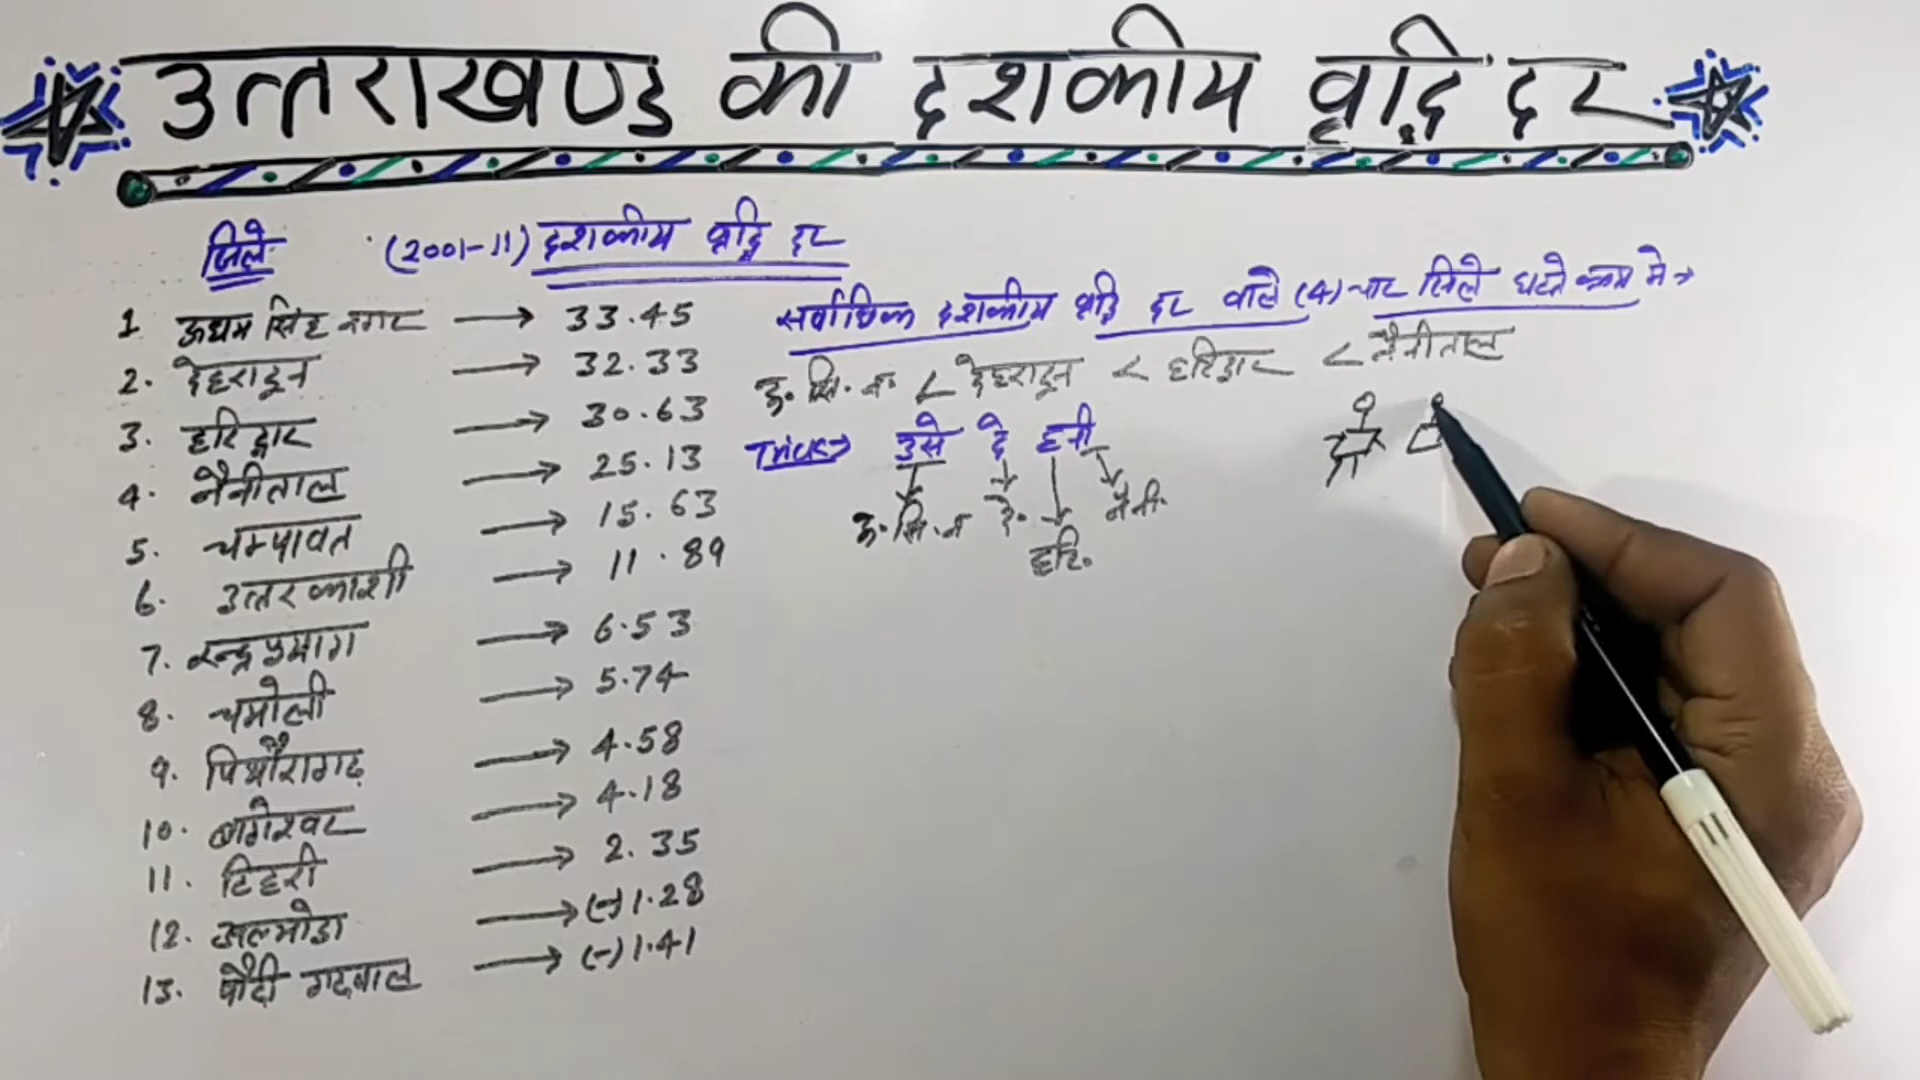 उत्तराखण्ड की दशकीय वृद्धि दर
जिले (2001-11) दशकीय वृद्धि दर
1 ऊधम सिंह नगर → 33.45
2. देहरादून → 32.33
3. हरिद्वार → 30.63
4. नैनीताल → 25.13
5. चम्पावत → 15.63
6. उत्तरकाशी → 11.89
7. रुद्रप्रयाग → 6.53
8. चमोली → 5.74
9. पिथौरागढ़ → 4.58
10. बागेश्वर → 4.18
11. टिहरी → 2.35
12. अल्मोड़ा → (-) 1.28
13. पौड़ी गढ़वाल → (-) 1.41
सर्वाधिक दशकीय वृद्धि दर वाले (4) चार जिले घटते क्रम मे →
ऊ. सि. न. < देहरादून < हरिद्वार < नैनीताल
Trick → उसे दे हनी
ऊ. सि. न दे. नैनी.
हरि.